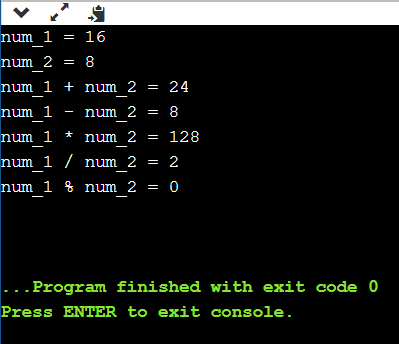 num_1 = 16
num_2 = 8
num_1 + num_2 = 24
num_1 - num_2 = 8
num_1 * num_2 = 128
num_1 / num_2 = 2
num_1 % num_2 = 0
...Program finished with exit code 0
Press ENTER to exit console.